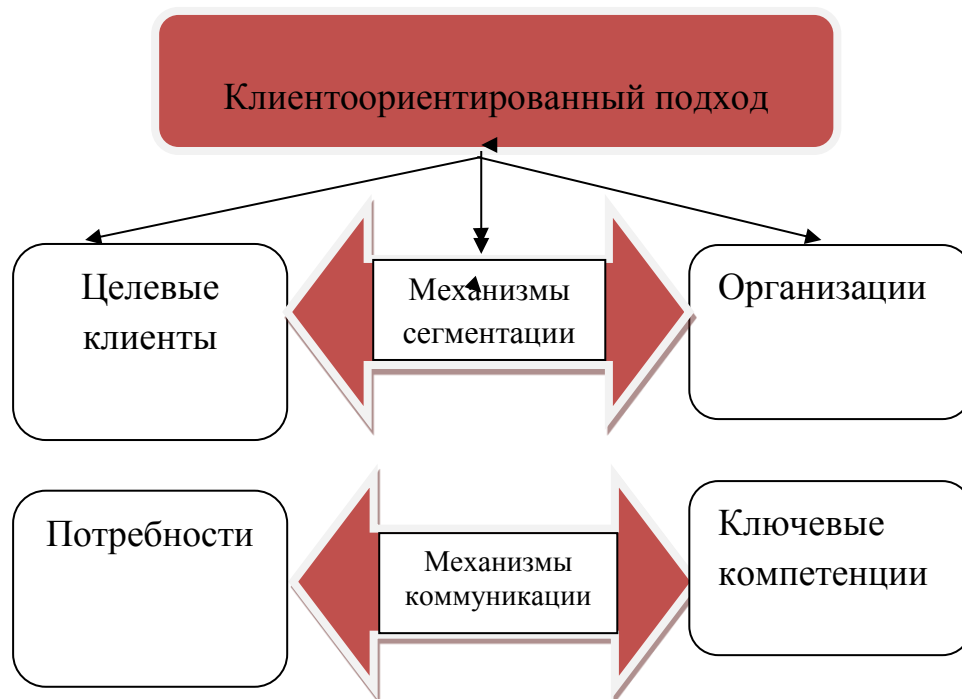 Клиентоориентированный подход
Целевые
клиенты
Механизмы
сегментации
Организации
Потребности
Механизмы
коммуникации
Ключевые
компетенции